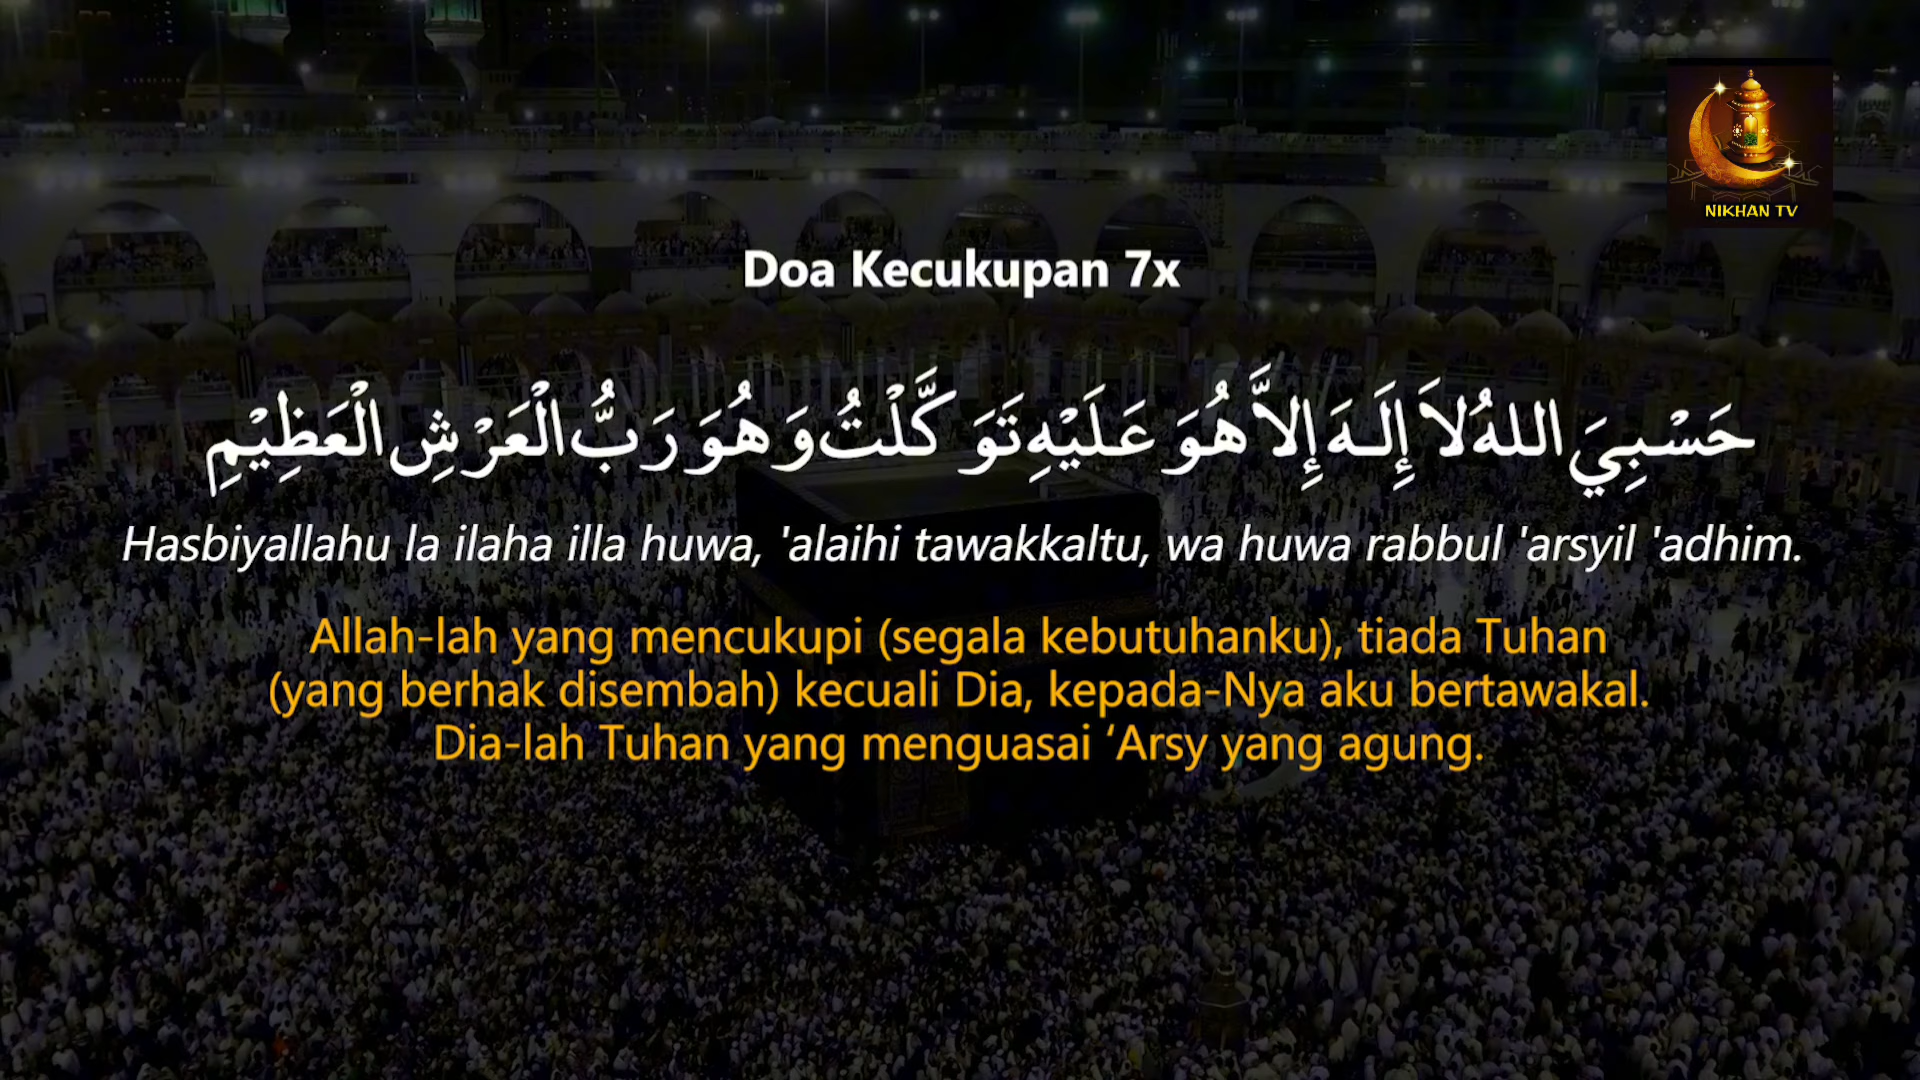 NIKHAN TV
Doa Kecukupan 7x
حَسْبِيَ اللهُ لاَ إِلَـهَ إِلاَّ هُوَ عَلَيْهِ تَوَكَّلْتُ وَهُوَ رَبُّ الْعَرْشِ الْعَظِيْمِ
Hasbiyallahu la ilaha illa huwa, 'alaihi tawakkaltu, wa huwa rabbul 'arsyil 'adhim.
Allah-lah yang mencukupi (segala kebutuhanku), tiada Tuhan
(yang berhak disembah) kecuali Dia, kepada-Nya aku bertawakal.
Dia-lah Tuhan yang menguasai ‘Arsy yang agung.